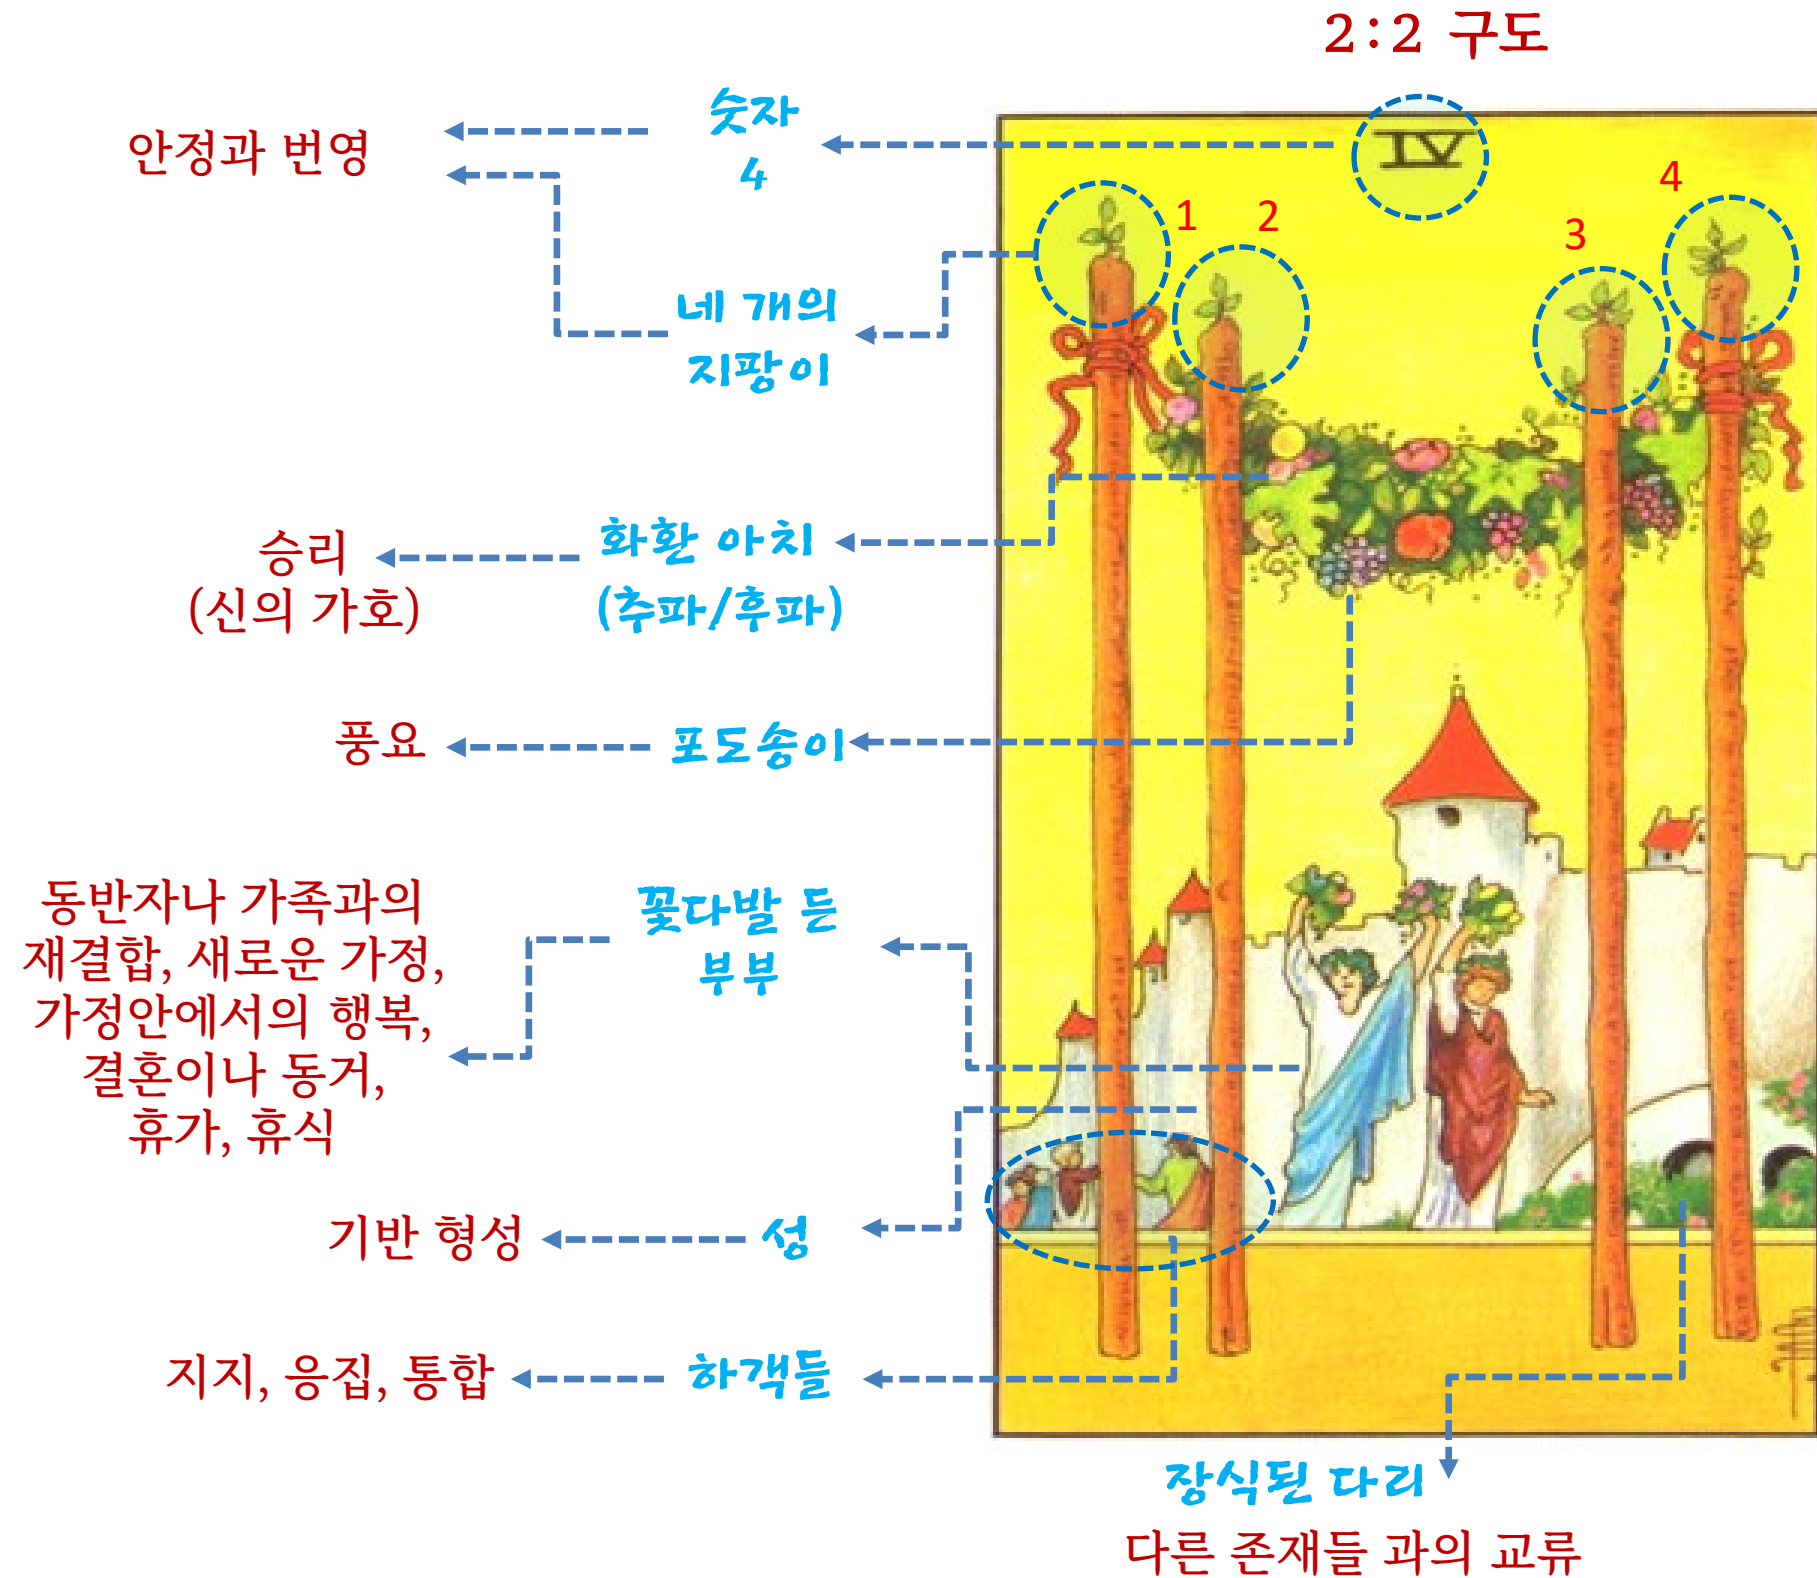 2:2 구도
IV
1
2
3
4
숫자
4
안정과 번영
네 개의
지팡이
화환 아치
(추파/후파)
승리
(신의 가호)
포도송이
풍요
꽃다발 든
부부
동반자나 가족과의
재결합, 새로운 가정,
가정안에서의 행복,
결혼이나 동거,
휴가, 휴식
성
기반 형성
하객들
지지, 응집, 통합
장식된 다리
다른 존재들 과의 교류